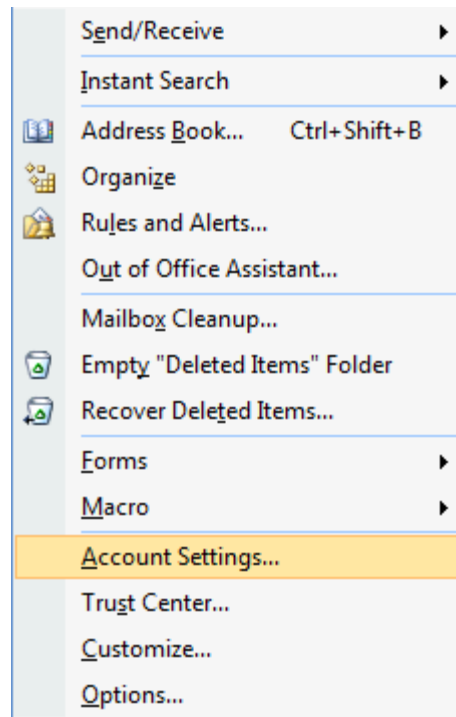 Send/Receive
Instant Search
Address Book... Ctrl+Shift+B
Organize
Rules and Alerts...
Out of Office Assistant...
Mailbox Cleanup...
Empty "Deleted Items" Folder
Recover Deleted Items...
Forms
Macro
Account Settings...
Trust Center...
Customize...
Options...